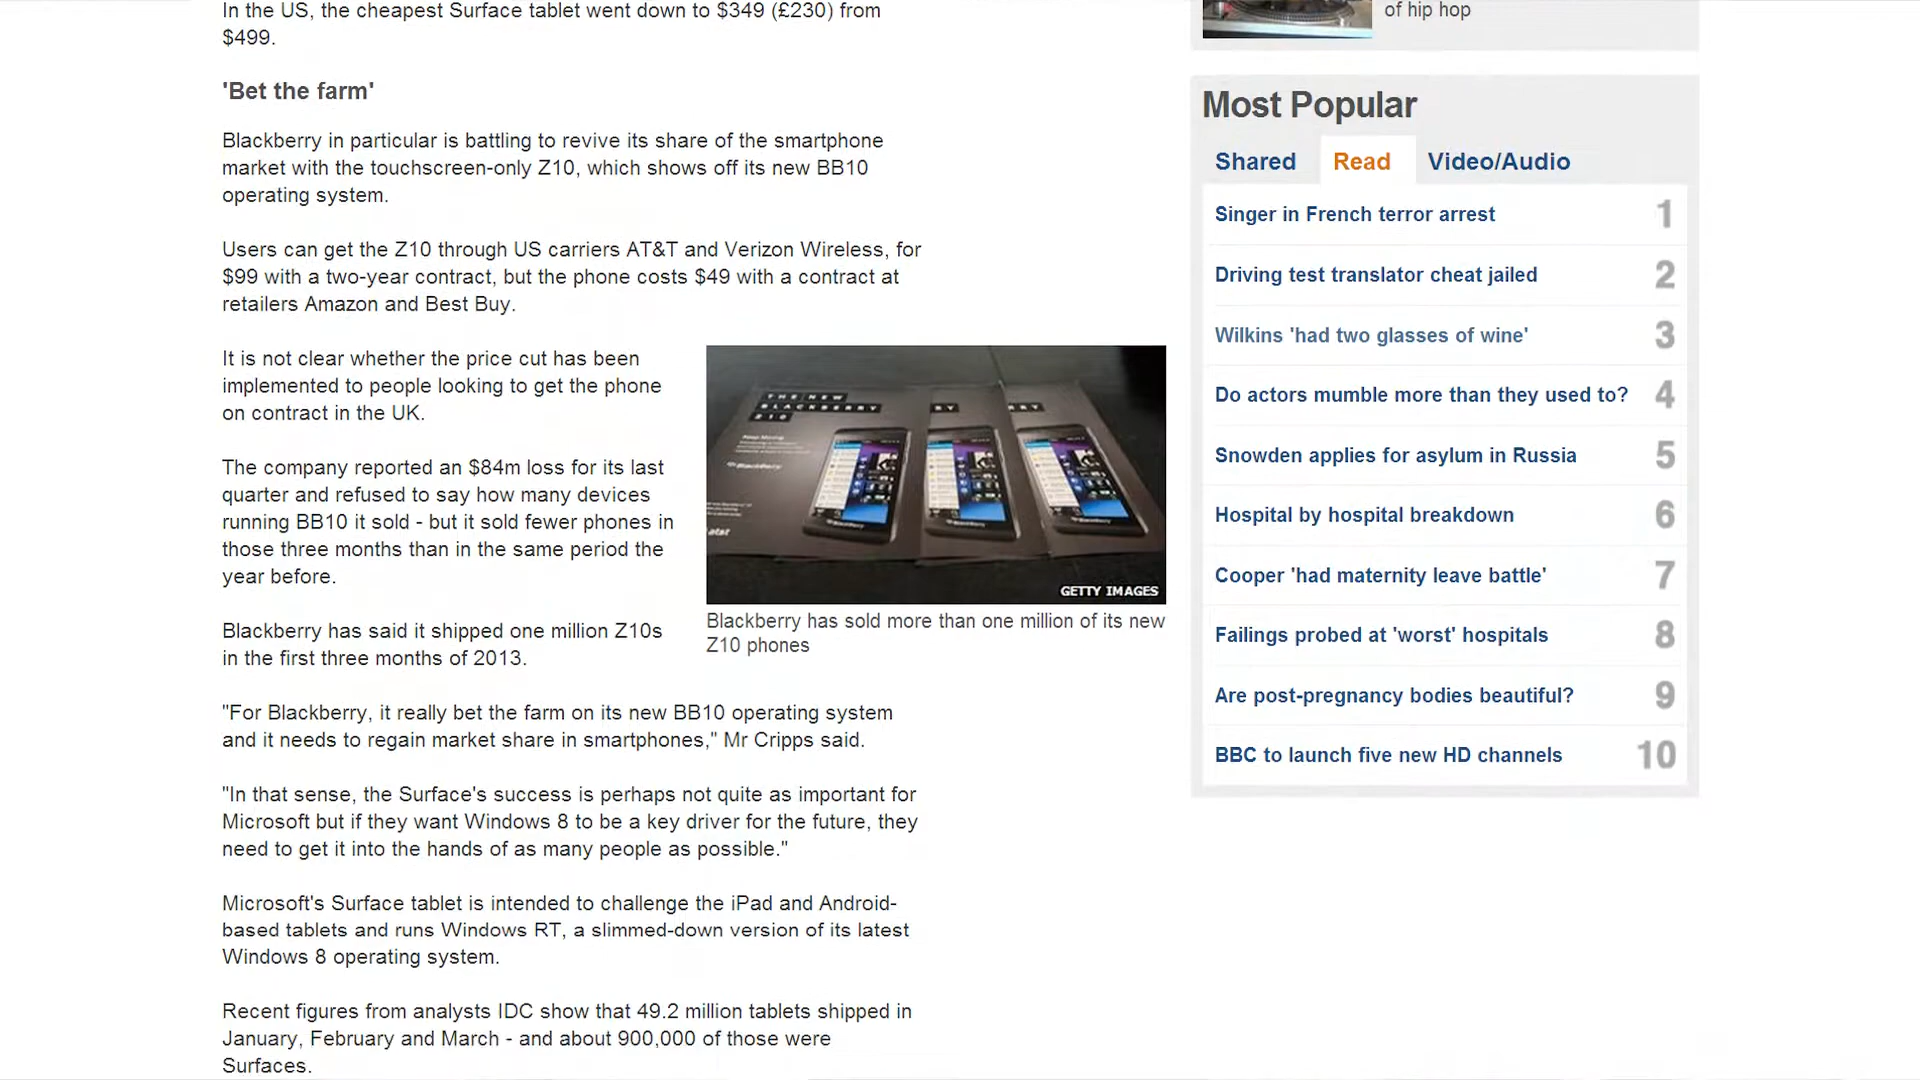 In the US, the cheapest Surface tablet went down to $349 (£230) from
$499.
'Bet the farm'
Blackberry in particular is battling to revive its share of the smartphone
market with the touchscreen-only Z10, which shows off its new BB10
operating system.
Users can get the Z10 through US carriers AT&T and Verizon Wireless, for
$99 with a two-year contract, but the phone costs $49 with a contract at
retailers Amazon and Best Buy.
It is not clear whether the price cut has been
implemented to people looking to get the phone
on contract in the UK.
The company reported an $84m loss for its last
quarter and refused to say how many devices
running BB10 it sold - but it sold fewer phones in
those three months than in the same period the
year before.
Blackberry has said it shipped one million Z10s
in the first three months of 2013.
THE NEW
BLACKBERRY
Z10
BlackBerry
at&t
GETTY IMAGES
Blackberry has sold more than one million of its new
Z10 phones
"For Blackberry, it really bet the farm on its new BB10 operating system
and it needs to regain market share in smartphones," Mr Cripps said.
"In that sense, the Surface's success is perhaps not quite as important for
Microsoft but if they want Windows 8 to be a key driver for the future, they
need to get it into the hands of as many people as possible."
Microsoft's Surface tablet is intended to challenge the iPad and Android-
based tablets and runs Windows RT, a slimmed-down version of its latest
Windows 8 operating system.
Recent figures from analysts IDC show that 49.2 million tablets shipped in
January, February and March - and about 900,000 of those were
Surfaces.
of hip hop
Most Popular
Shared Read Video/Audio
Singer in French terror arrest 1
Driving test translator cheat jailed 2
Wilkins 'had two glasses of wine' 3
Do actors mumble more than they used to? 4
Snowden applies for asylum in Russia 5
Hospital by hospital breakdown 6
Cooper 'had maternity leave battle' 7
Failings probed at 'worst' hospitals 8
Are post-pregnancy bodies beautiful? 9
BBC to launch five new HD channels 10